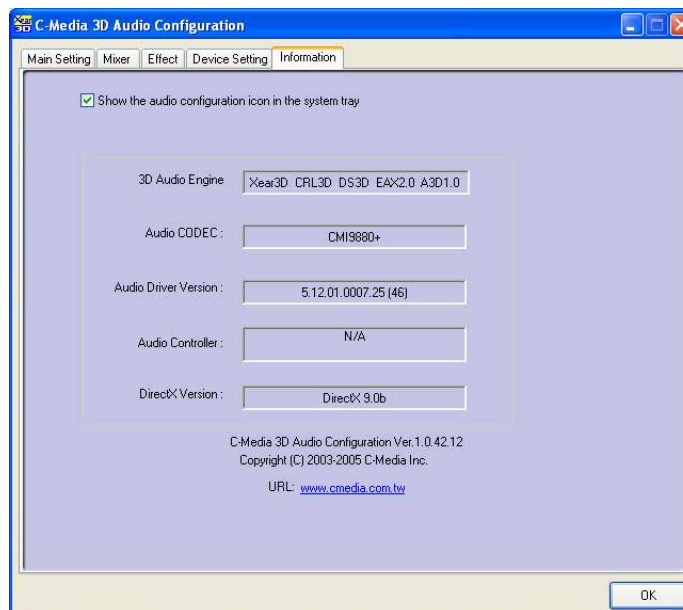 Xear 3D C-Media 3D Audio Configuration
Main Setting Mixer Effect Device Setting Information
Show the audio configuration icon in the system tray
3D Audio Engine Xear3D CRL3D DS3D EAX2.0 A3D1.0
Audio CODEC : CMI9880+
Audio Driver Version : 5.12.01.0007.25 (46)
Audio Controller : N/A
DirectX Version : DirectX 9.0b
C-Media 3D Audio Configuration Ver.1.0.42.12
Copyright (C) 2003-2005 C-Media Inc.
URL: www.cmedia.com.tw
OK